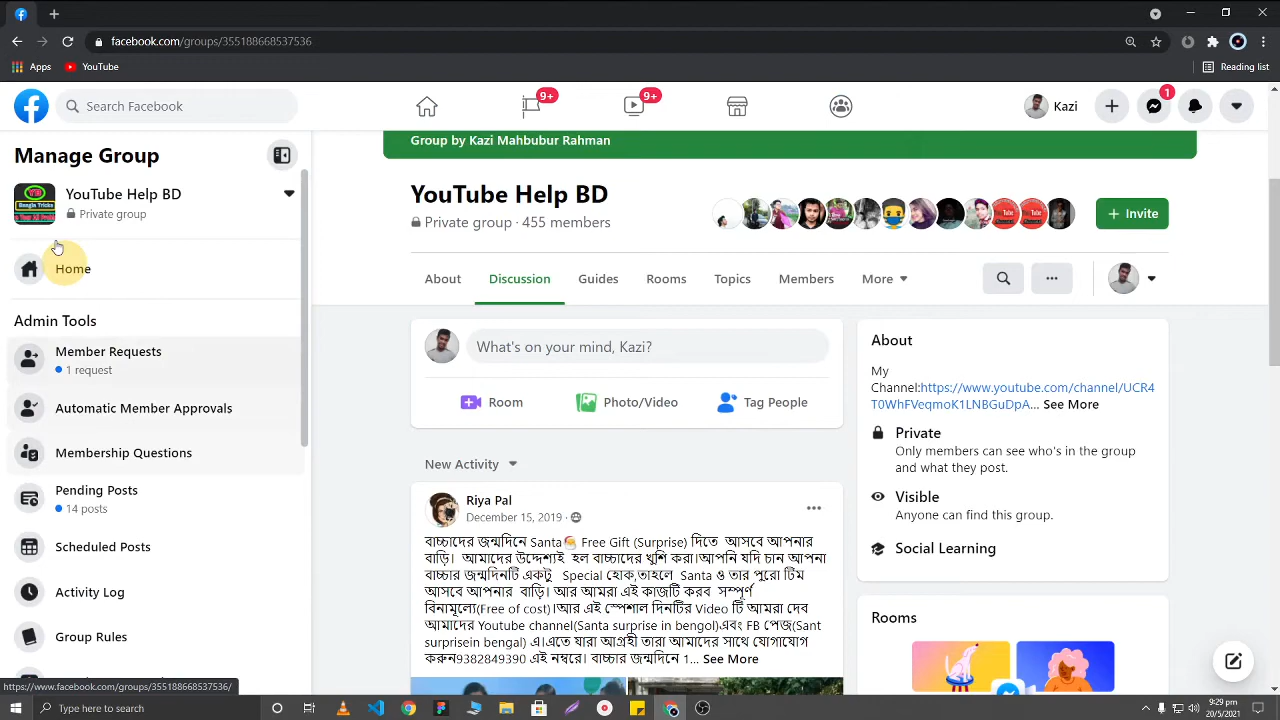 facebook.com/groups/355188668537536
Apps
YouTube
Reading list
Search Facebook
9+
9+
Kazi
1
Manage Group
YouTube Help BD
Private group
Home
Admin Tools
Member Requests
1 request
Automatic Member Approvals
Membership Questions
Pending Posts
14 posts
Scheduled Posts
Activity Log
Group Rules
https://www.facebook.com/groups/355188668537536/
Group by Kazi Mahbubur Rahman
YouTube Help BD
Private group · 455 members
+ Invite
About
Discussion
Guides
Rooms
Topics
Members
More
What's on your mind, Kazi?
Room
Photo/Video
Tag People
New Activity
Riya Pal
December 15, 2019 ·
বাচ্চাদের জন্মদিনে Santa🎅 Free Gift (Surprise) দিতে আসবে আপনার
বাড়ি। আমাদের উদ্দেশ্যই হল বাচ্চাদের খুশি করা।আপনি যদি চান আপনা
বাচ্চার জন্মদিনটি একটু Special হোক,তাহলে Santa ও তার পুরো টিম
আসবে আপনার বাড়ি। আর আমরা এই কাজটি করব সম্পূর্ণ
বিনামূল্যে(Free of cost)।আর এই স্পেশাল দিনটির Video টি আমরা দেব
আমাদের Youtube channel(Santa surprise in bengol)এবং FB পেজ(Sant
surprisein bengal) এ।এতে যারা আগ্রহী তারা আমাদের সাথে যোগাযোগ
করুন9382849390 এই নম্বরে। বাচ্চার জন্মদিনে 1... See More
About
My
Channel:https://www.youtube.com/channel/UCR4
T0WhFVeqmoK1LNBGuDpA... See More
Private
Only members can see who's in the group
and what they post.
Visible
Anyone can find this group.
Social Learning
Rooms
Type here to search
9:29 pm
20/5/2021